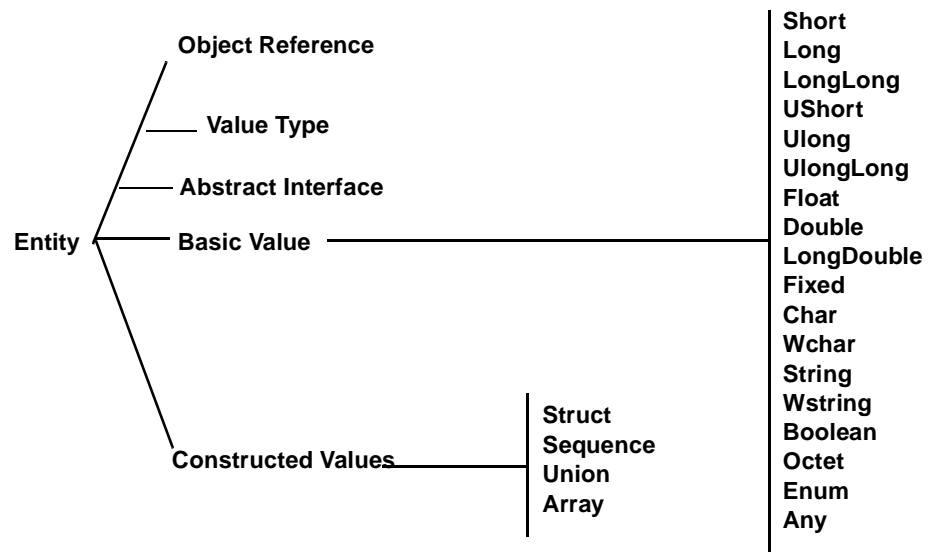 Object Reference
Value Type
Abstract Interface
Entity
Basic Value
Constructed Values
Struct
Sequence
Union
Array
Short
Long
LongLong
UShort
Ulong
UlongLong
Float
Double
LongDouble
Fixed
Char
Wchar
String
Wstring
Boolean
Octet
Enum
Any